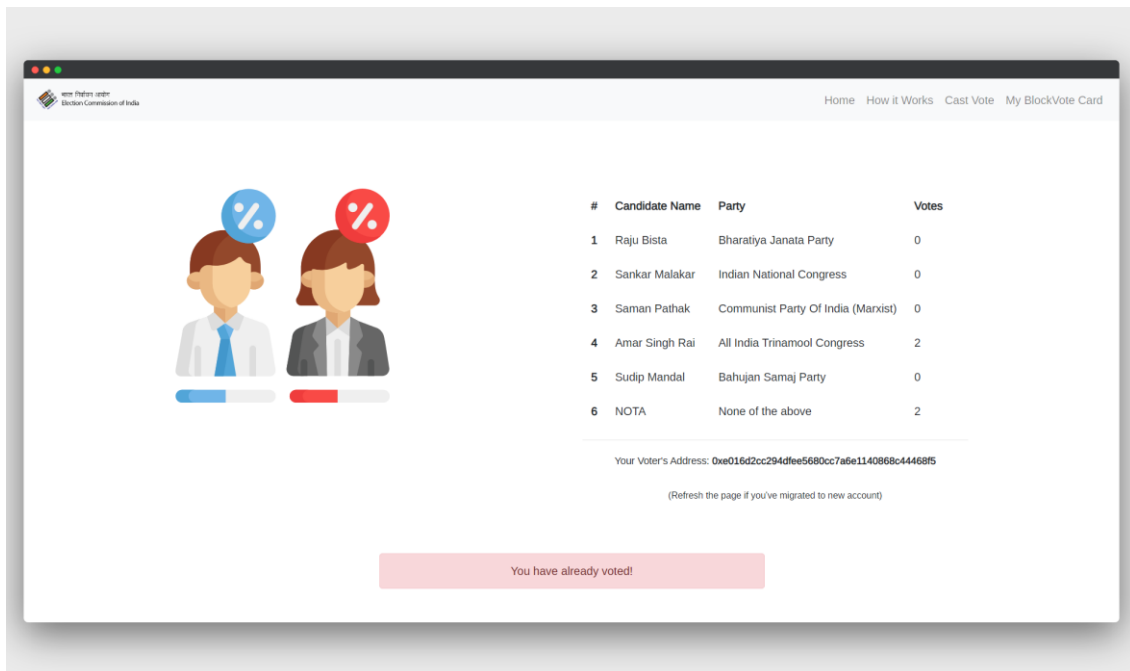 भारत निर्वाचन आयोग
Election Commission of India
Home How it Works Cast Vote My BlockVote Card
# Candidate Name Party Votes
1 Raju Bista Bharatiya Janata Party 0
2 Sankar Malakar Indian National Congress 0
3 Saman Pathak Communist Party Of India (Marxist) 0
4 Amar Singh Rai All India Trinamool Congress 2
5 Sudip Mandal Bahujan Samaj Party 0
6 NOTA None of the above 2
Your Voter's Address: 0xe016d2cc294dfee5680cc7a6e1140868c44468f5
(Refresh the page if you've migrated to new account)
You have already voted!